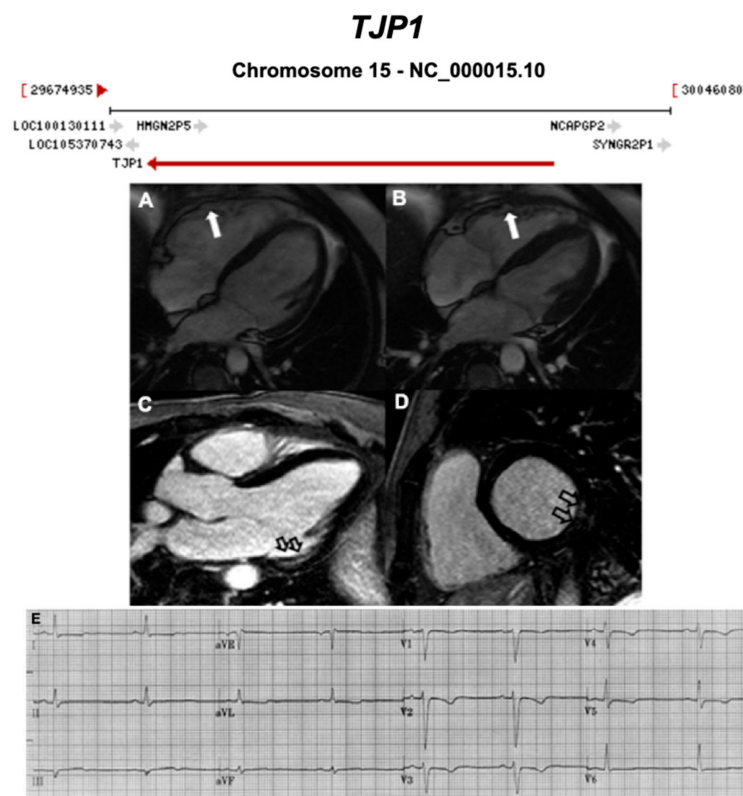 TJP1
Chromosome 15 - NC_000015.10
[ 29674935
[ 30046080
LOC100130111
HMGN2P5
NCAPGP2
LOC105370743
SYNGR2P1
TJP1
A
B
C
D
E
I
aVR
V1
V4
II
aVL
V2
V5
III
aVF
V3
V6